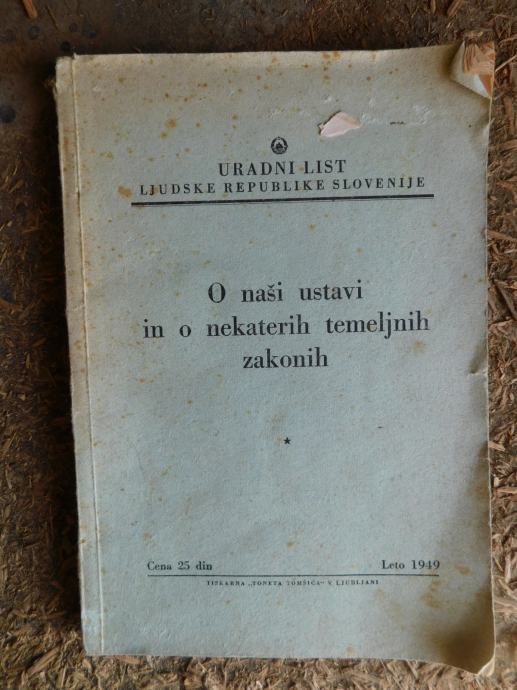 URADNI LIST
LJUDSKE REPUBLIKE SLOVENIJE
O naši ustavi
in o nekaterih temeljnih
zakonih
*
Cena 25 din
Leto 1949
TISKARNA „TONETA TOMŠIČA" V LJUBLJANI